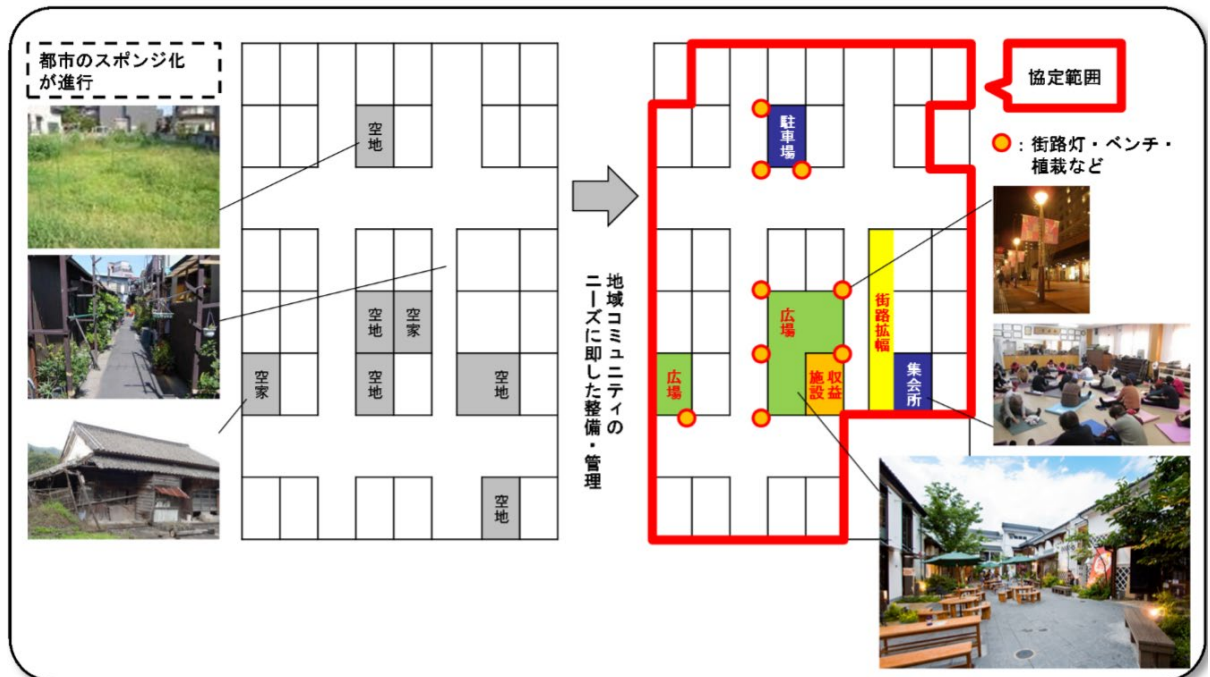 都市のスポンジ化
が進行
空地
空地
空家
空家
空地
空地
空地
地域コミュニティの
ニーズに即した整備・管理
協定範囲
：街路灯・ベンチ・
植栽など
駐車場
広場
街路拡幅
広場
収益
施設
集会所